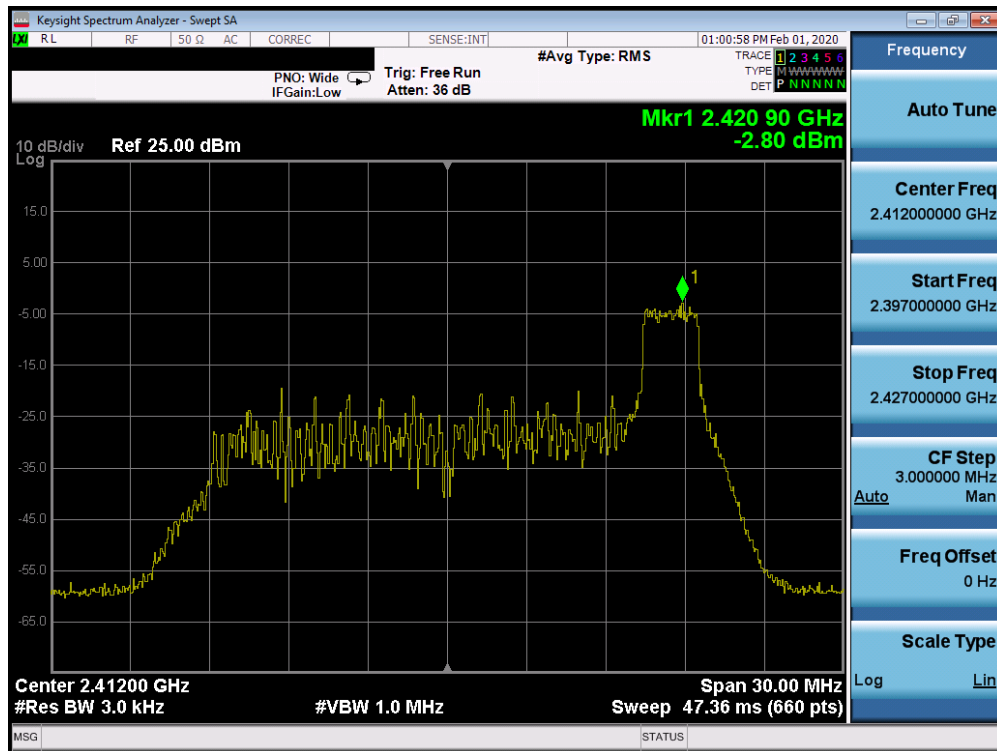 Keysight Spectrum Analyzer - Swept SA
LXI RL RF 50 Ω AC CORREC SENSE:INT 01:00:58 PM Feb 01, 2020
#Avg Type: RMS
TRACE 1 2 3 4 5 6
PNO: Wide Trig: Free Run
TYPE M WWWWW
IFGain:Low Atten: 36 dB
DET P N N N N N
Mkr1 2.420 90 GHz
-2.80 dBm
10 dB/div Ref 25.00 dBm
Log
15.0
5.00
1
-5.00
-15.0
-25.0
-35.0
-45.0
-55.0
-65.0
Center 2.41200 GHz Span 30.00 MHz
#Res BW 3.0 kHz #VBW 1.0 MHz Sweep 47.36 ms (660 pts)
MSG STATUS
Frequency
Auto Tune
Center Freq
2.412000000 GHz
Start Freq
2.397000000 GHz
Stop Freq
2.427000000 GHz
CF Step
3.000000 MHz
Auto Man
Freq Offset
0 Hz
Scale Type
Log Lin